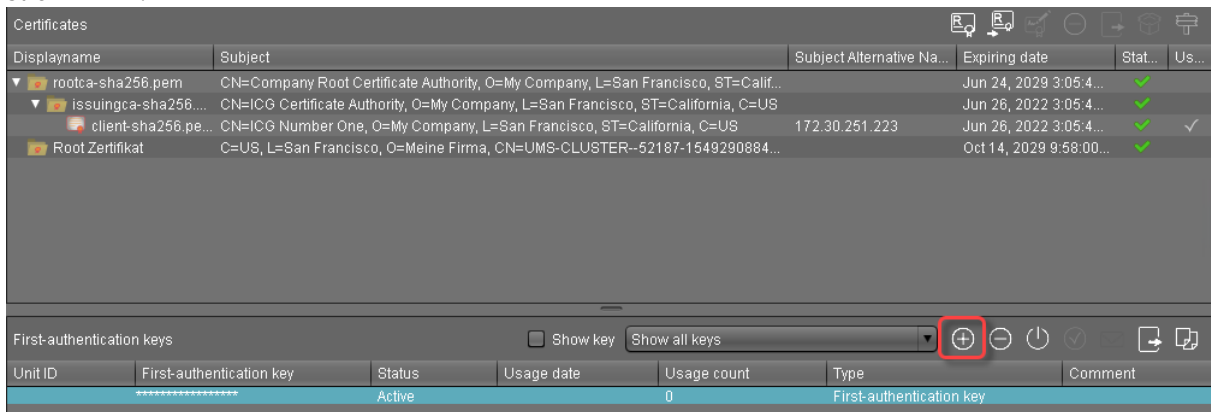 Certificates
Displayname Subject Subject Alternative Na... Expiring date Stat... Us...
rootca-sha256.pem CN=Company Root Certificate Authority, O=My Company, L=San Francisco, ST=Calif... Jun 24, 2029 3:05:4...
issuingca-sha256.... CN=ICG Certificate Authority, O=My Company, L=San Francisco, ST=California, C=US Jun 26, 2022 3:05:4...
client-sha256.pe... CN=ICG Number One, O=My Company, L=San Francisco, ST=California, C=US 172.30.251.223 Jun 26, 2022 3:05:4...
Root Zertifikat C=US, L=San Francisco, O=Meine Firma, CN=UMS-CLUSTER--52187-1549290884... Oct 14, 2029 9:58:00...
First-authentication keys Show key Show all keys
Unit ID First-authentication key Status Usage date Usage count Type Comment
***************** Active 0 First-authentication key